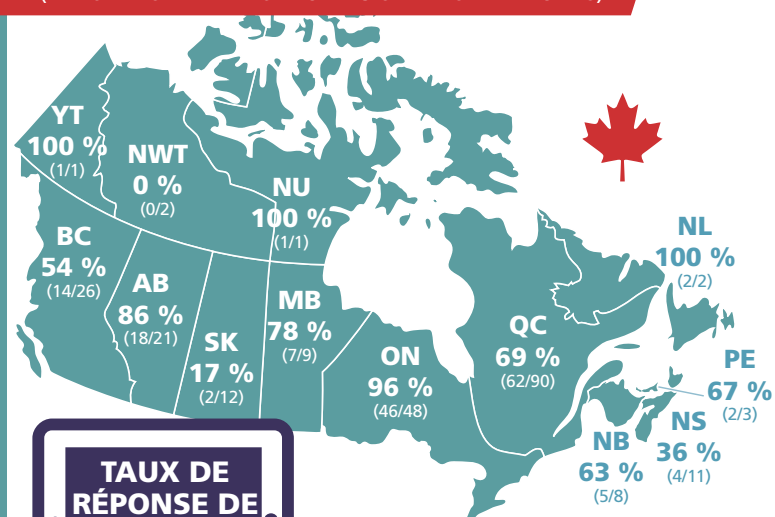 YT
100 %
(1/1)
NWT
0 %
(0/2)
NU
100 %
(1/1)
BC
54 %
(14/26)
AB
86 %
(18/21)
SK
17 %
(2/12)
MB
78 %
(7/9)
ON
96 %
(46/48)
QC
69 %
(62/90)
NL
100 %
(2/2)
PE
67 %
(2/3)
NS
36 %
(4/11)
NB
63 %
(5/8)
TAUX DE
RÉPONSE DE